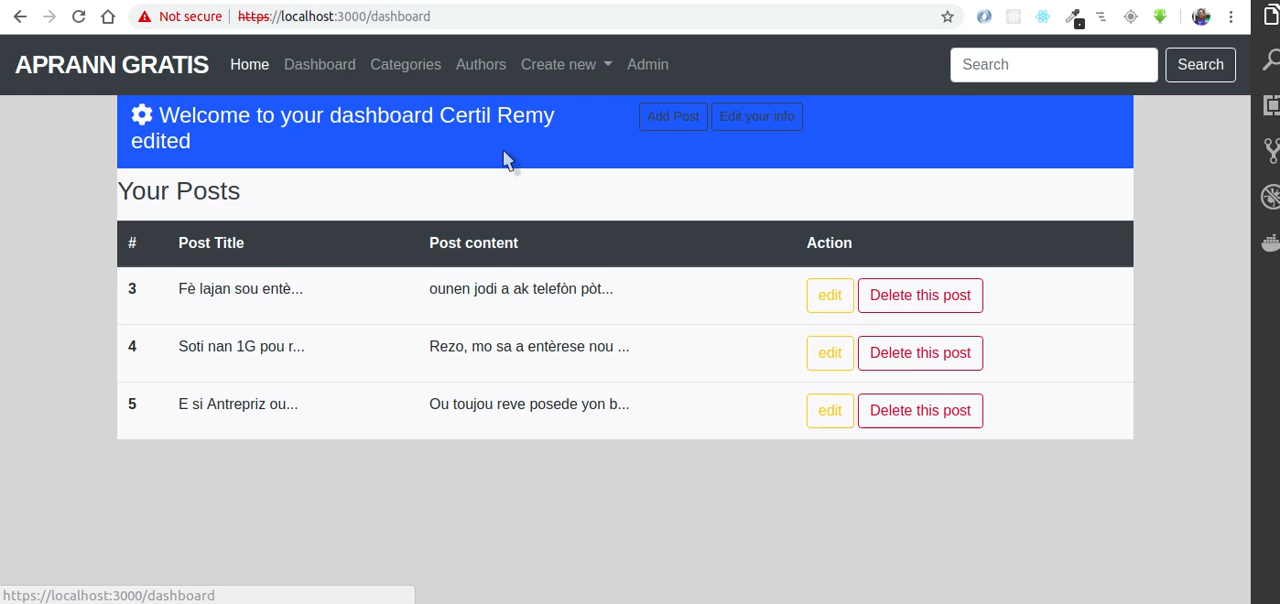 Not secure https://localhost:3000/dashboard
APRANN GRATIS Home Dashboard Categories Authors Create new Admin Search Search
Welcome to your dashboard Certil Remy
edited
Add Post Edit your info
Your Posts
# Post Title Post content Action
3 Fè lajan sou entè... ounen jodi a ak telefòn pòt... edit Delete this post
4 Soti nan 1G pou r... Rezo, mo sa a entèrese nou ... edit Delete this post
5 E si Antrepriz ou... Ou toujou reve posede yon b... edit Delete this post
https://localhost:3000/dashboard